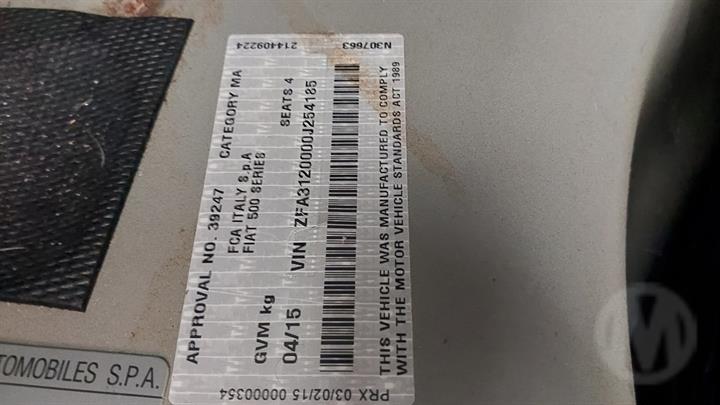 APPROVAL NO. 39247 CATEGORY MA
FCA ITALY S.p.A
FIAT 500 SERIES
GVM kg SEATS 4
04/15 VIN ZFA3120000J254185
THIS VEHICLE WAS MANUFACTURED TO COMPLY
WITH THE MOTOR VEHICLE STANDARDS ACT 1989
214409224
N307663
PRX 03/02/15 00000354
TOMOBILES S.P.A.
M